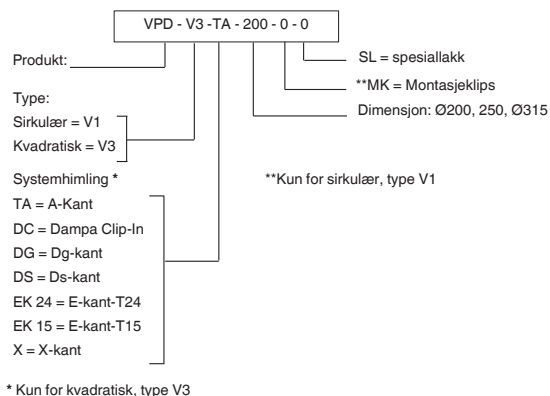 VPD - V3 -TA - 200 - 0 - 0
Produkt:
SL = spesiallakk
**MK = Montasjeklips
Dimensjon: Ø200, 250, Ø315
Type:
Sirkulær = V1
Kvadratisk = V3
Systemhimling *
**Kun for sirkulær, type V1
TA = A-Kant
DC = Dampa Clip-In
DG = Dg-kant
DS = Ds-kant
EK 24 = E-kant-T24
EK 15 = E-kant-T15
X = X-kant
* Kun for kvadratisk, type V3